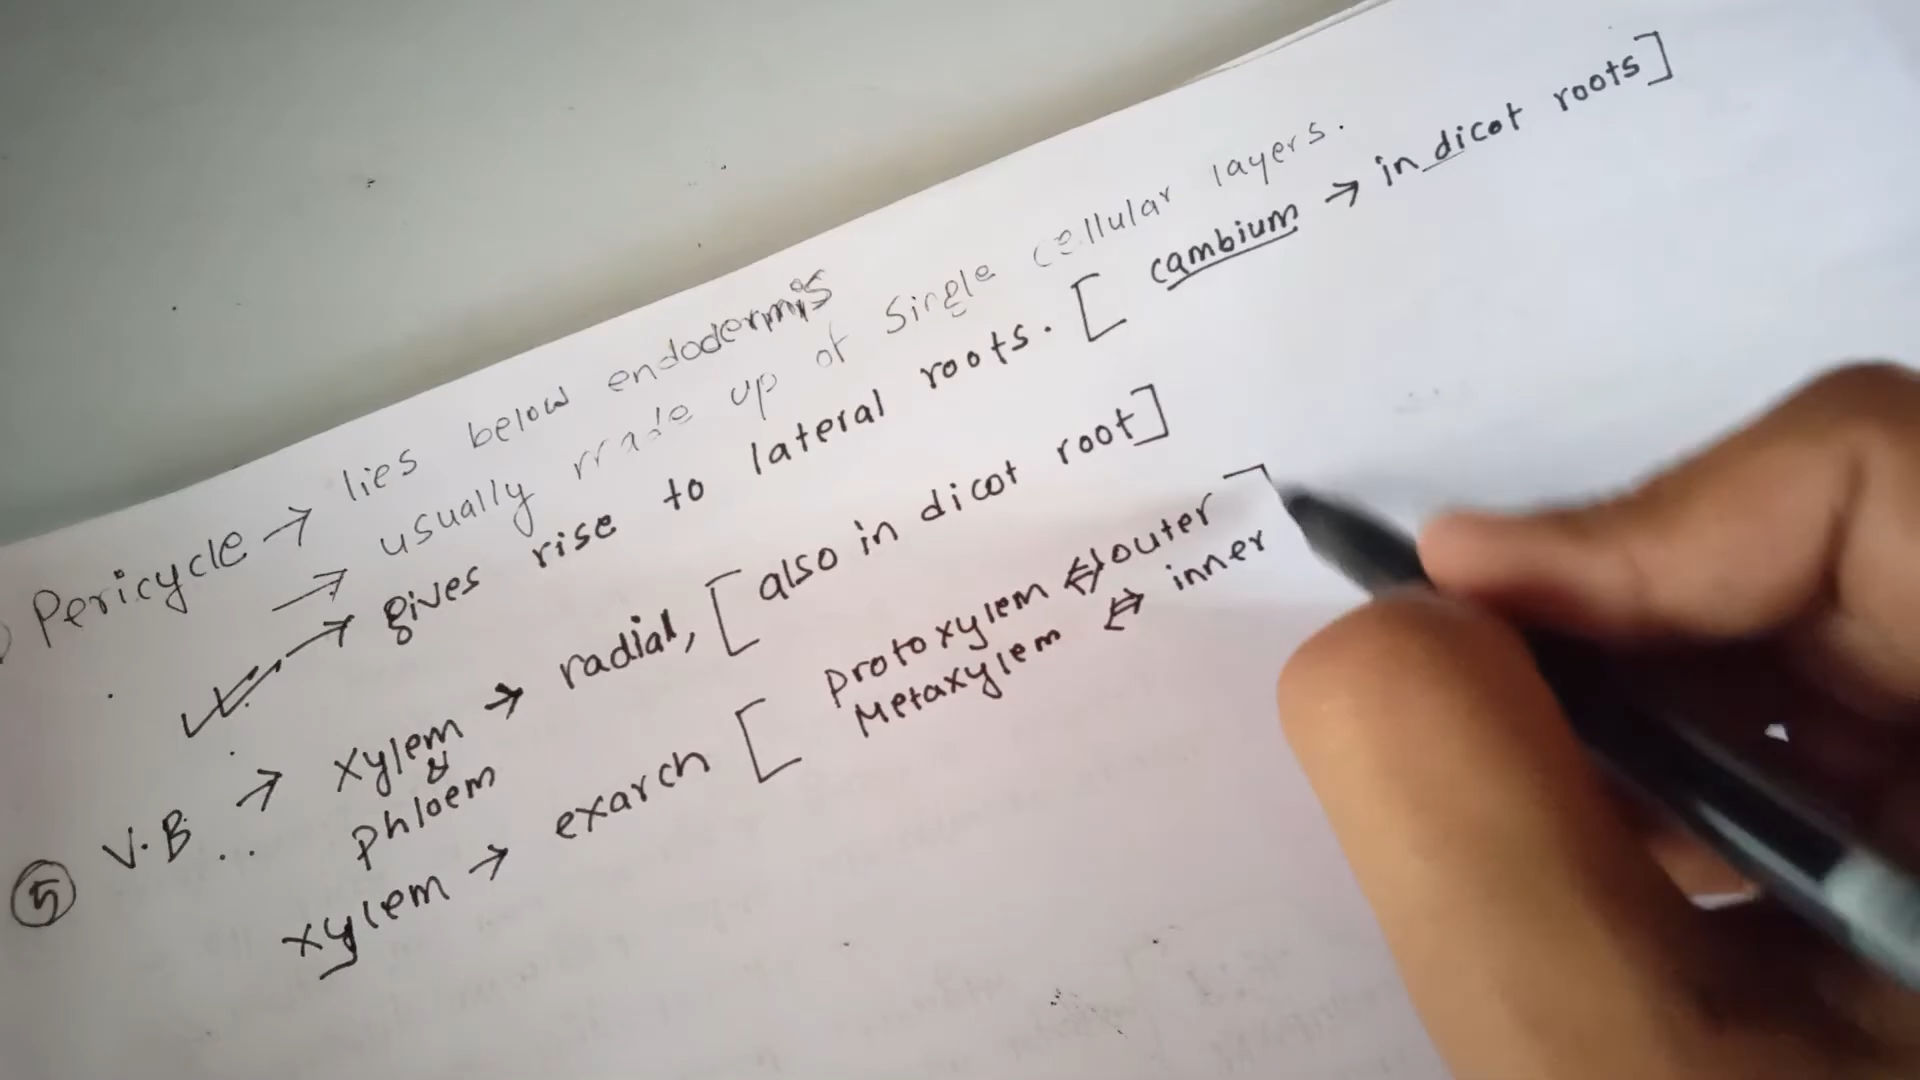 Pericycle → lies below endodermis
→ usually made up of single cellular layers.
→ gives rise to lateral roots. [cambium → in dicot roots]
5 V.B → xylem & phloem → radial, [also in dicot root]
xylem → exarch [Protoxylem ⇔ outer
Metaxylem ⇔ inner